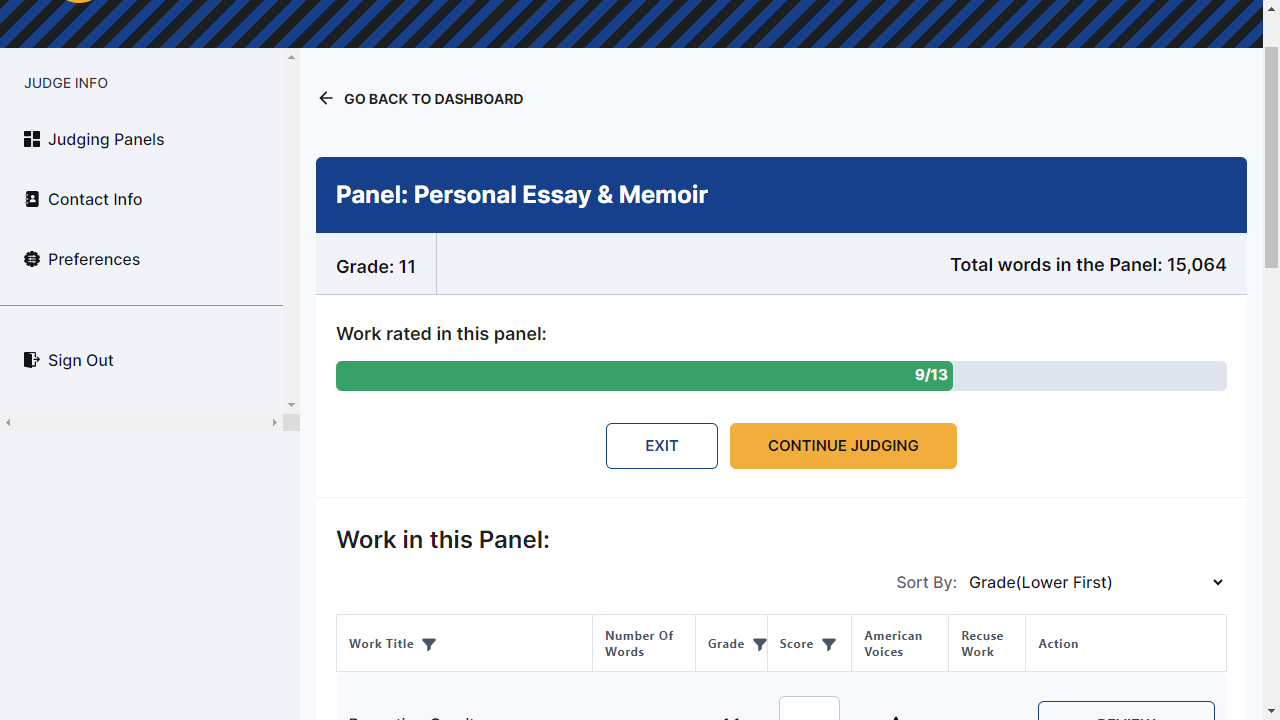 JUDGE INFO
Judging Panels
Contact Info
Preferences
Sign Out
GO BACK TO DASHBOARD
Panel: Personal Essay & Memoir
Grade: 11
Total words in the Panel: 15,064
Work rated in this panel:
9/13
EXIT
CONTINUE JUDGING
Work in this Panel:
Sort By: Grade(Lower First)
Work Title
Number Of Words
Grade
Score
American Voices
Recuse Work
Action